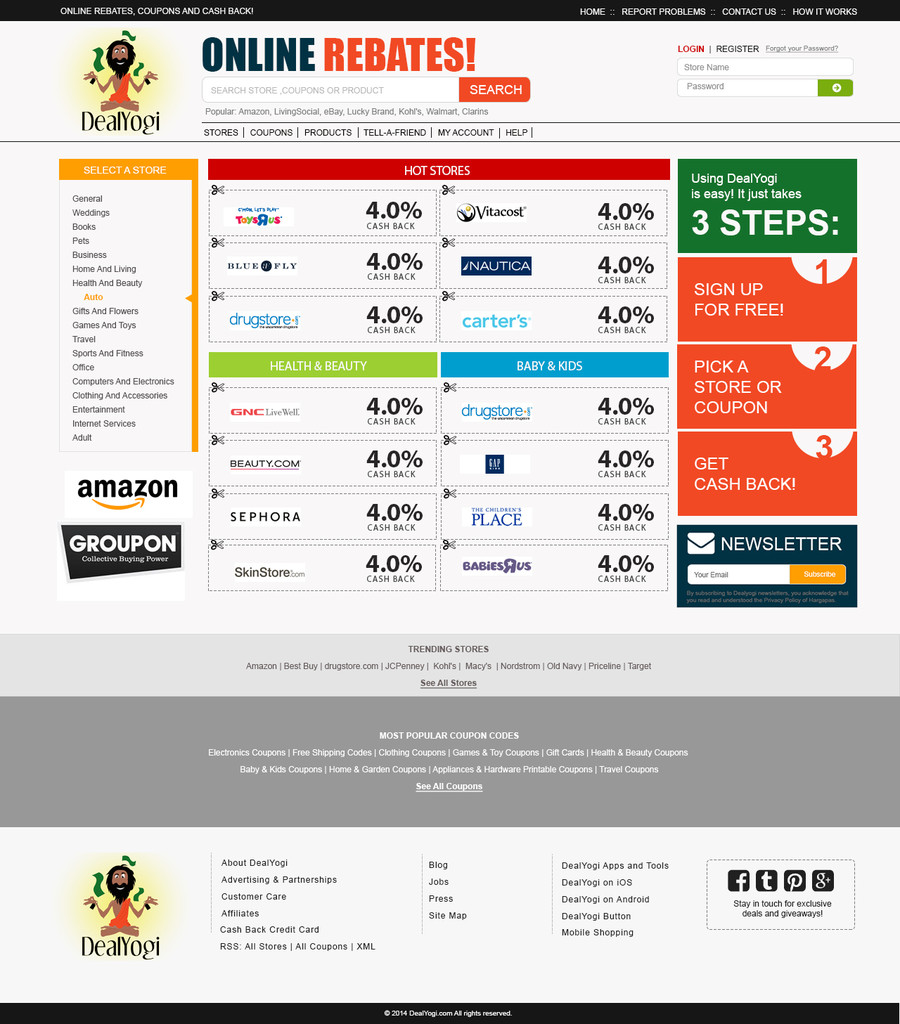 ONLINE REBATES, COUPONS AND CASH BACK!
HOME :: REPORT PROBLEMS :: CONTACT US :: HOW IT WORKS
DealYogi
ONLINE REBATES!
SEARCH STORE ,COUPONS OR PRODUCT
SEARCH
Popular: Amazon, LivingSocial, eBay, Lucky Brand, Kohl's, Walmart, Clarins
LOGIN | REGISTER Forgot your Password?
Store Name
Password
STORES | COUPONS | PRODUCTS | TELL-A-FRIEND | MY ACCOUNT | HELP |
SELECT A STORE
General
Weddings
Books
Pets
Business
Home And Living
Health And Beauty
Auto
Gifts And Flowers
Games And Toys
Travel
Sports And Fitness
Office
Computers And Electronics
Clothing And Accessories
Entertainment
Internet Services
Adult
amazon
GROUPON
Collective Buying Power
HOT STORES
C'MON, LET'S PLAY
TOYS R US
4.0%
CASH BACK
Vitacost
4.0%
CASH BACK
BLUE FLY
4.0%
CASH BACK
NAUTICA
4.0%
CASH BACK
drugstore
4.0%
CASH BACK
carter's
4.0%
CASH BACK
HEALTH & BEAUTY
GNC LiveWell
4.0%
CASH BACK
BEAUTY.COM
4.0%
CASH BACK
SEPHORA
4.0%
CASH BACK
SkinStore.com
4.0%
CASH BACK
BABY & KIDS
drugstore
4.0%
CASH BACK
GAP
4.0%
CASH BACK
THE CHILDREN'S
PLACE
4.0%
CASH BACK
BABIES R US
4.0%
CASH BACK
Using DealYogi
is easy! It just takes
3 STEPS:
1
SIGN UP
FOR FREE!
2
PICK A
STORE OR
COUPON
3
GET
CASH BACK!
NEWSLETTER
Your Email
Subscribe
By subscribing to Dealyogi newsletters, you acknowledge that
you read and understood the Privacy Policy of Hargapas.
TRENDING STORES
Amazon | Best Buy | drugstore.com | JCPenney | Kohl's | Macy's | Nordstrom | Old Navy | Priceline | Target
See All Stores
MOST POPULAR COUPON CODES
Electronics Coupons | Free Shipping Codes | Clothing Coupons | Games & Toy Coupons | Gift Cards | Health & Beauty Coupons
Baby & Kids Coupons | Home & Garden Coupons | Appliances & Hardware Printable Coupons | Travel Coupons
See All Coupons
DealYogi
About DealYogi
Advertising & Partnerships
Customer Care
Affiliates
Cash Back Credit Card
RSS: All Stores | All Coupons | XML
Blog
Jobs
Press
Site Map
DealYogi Apps and Tools
DealYogi on iOS
DealYogi on Android
DealYogi Button
Mobile Shopping
Stay in touch for exclusive
deals and giveaways!
© 2014 DealYogi.com All rights reserved.